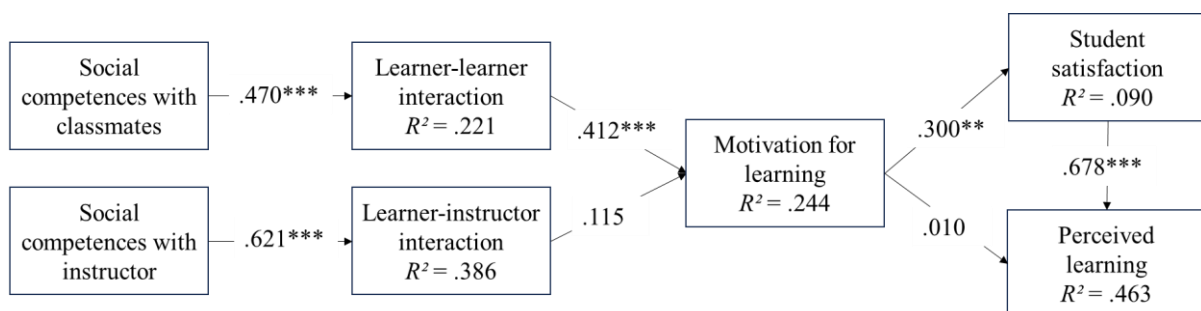 Social
competences with
classmates
.470***
Learner-learner
interaction
R² = .221
.412***
Social
competences with
instructor
.621***
Learner-instructor
interaction
R² = .386
.115
Motivation for
learning
R² = .244
.300**
.010
Student
satisfaction
R² = .090
.678***
Perceived
learning
R² = .463